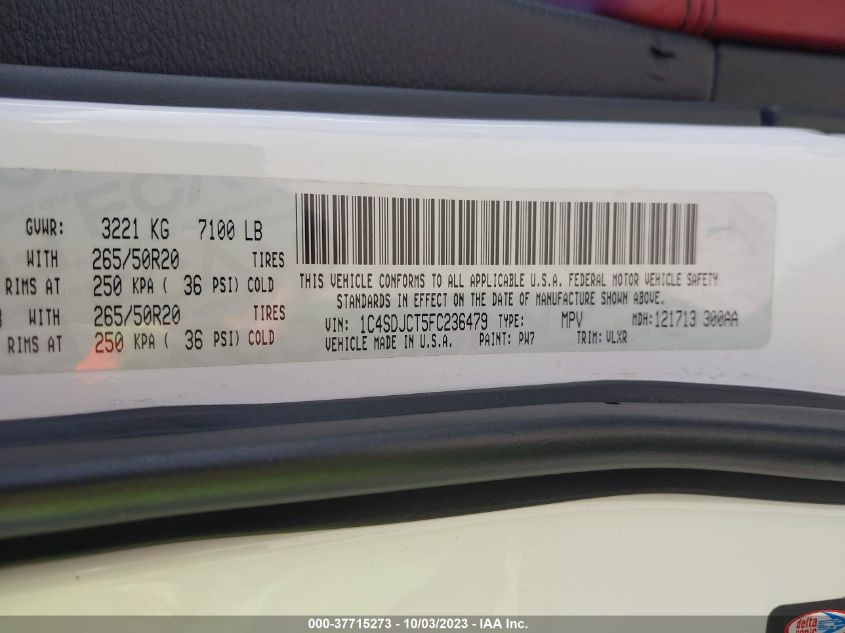 GVWR: 3221 KG 7100 LB
WITH 265/50R20 TIRES
RIMS AT 250 KPA ( 36 PSI) COLD
WITH 265/50R20 TIRES
RIMS AT 250 KPA ( 36 PSI) COLD
THIS VEHICLE CONFORMS TO ALL APPLICABLE U.S.A. FEDERAL MOTOR VEHICLE SAFETY
STANDARDS IN EFFECT ON THE DATE OF MANUFACTURE SHOWN ABOVE.
VIN: 1C4SDJCT5FC236479 TYPE: MPV MDH: 121713 300AA
VEHICLE MADE IN U.S.A. PAINT: PW7 TRIM: VLXR
000-37715273 - 10/03/2023 - IAA Inc.
delta
sonic